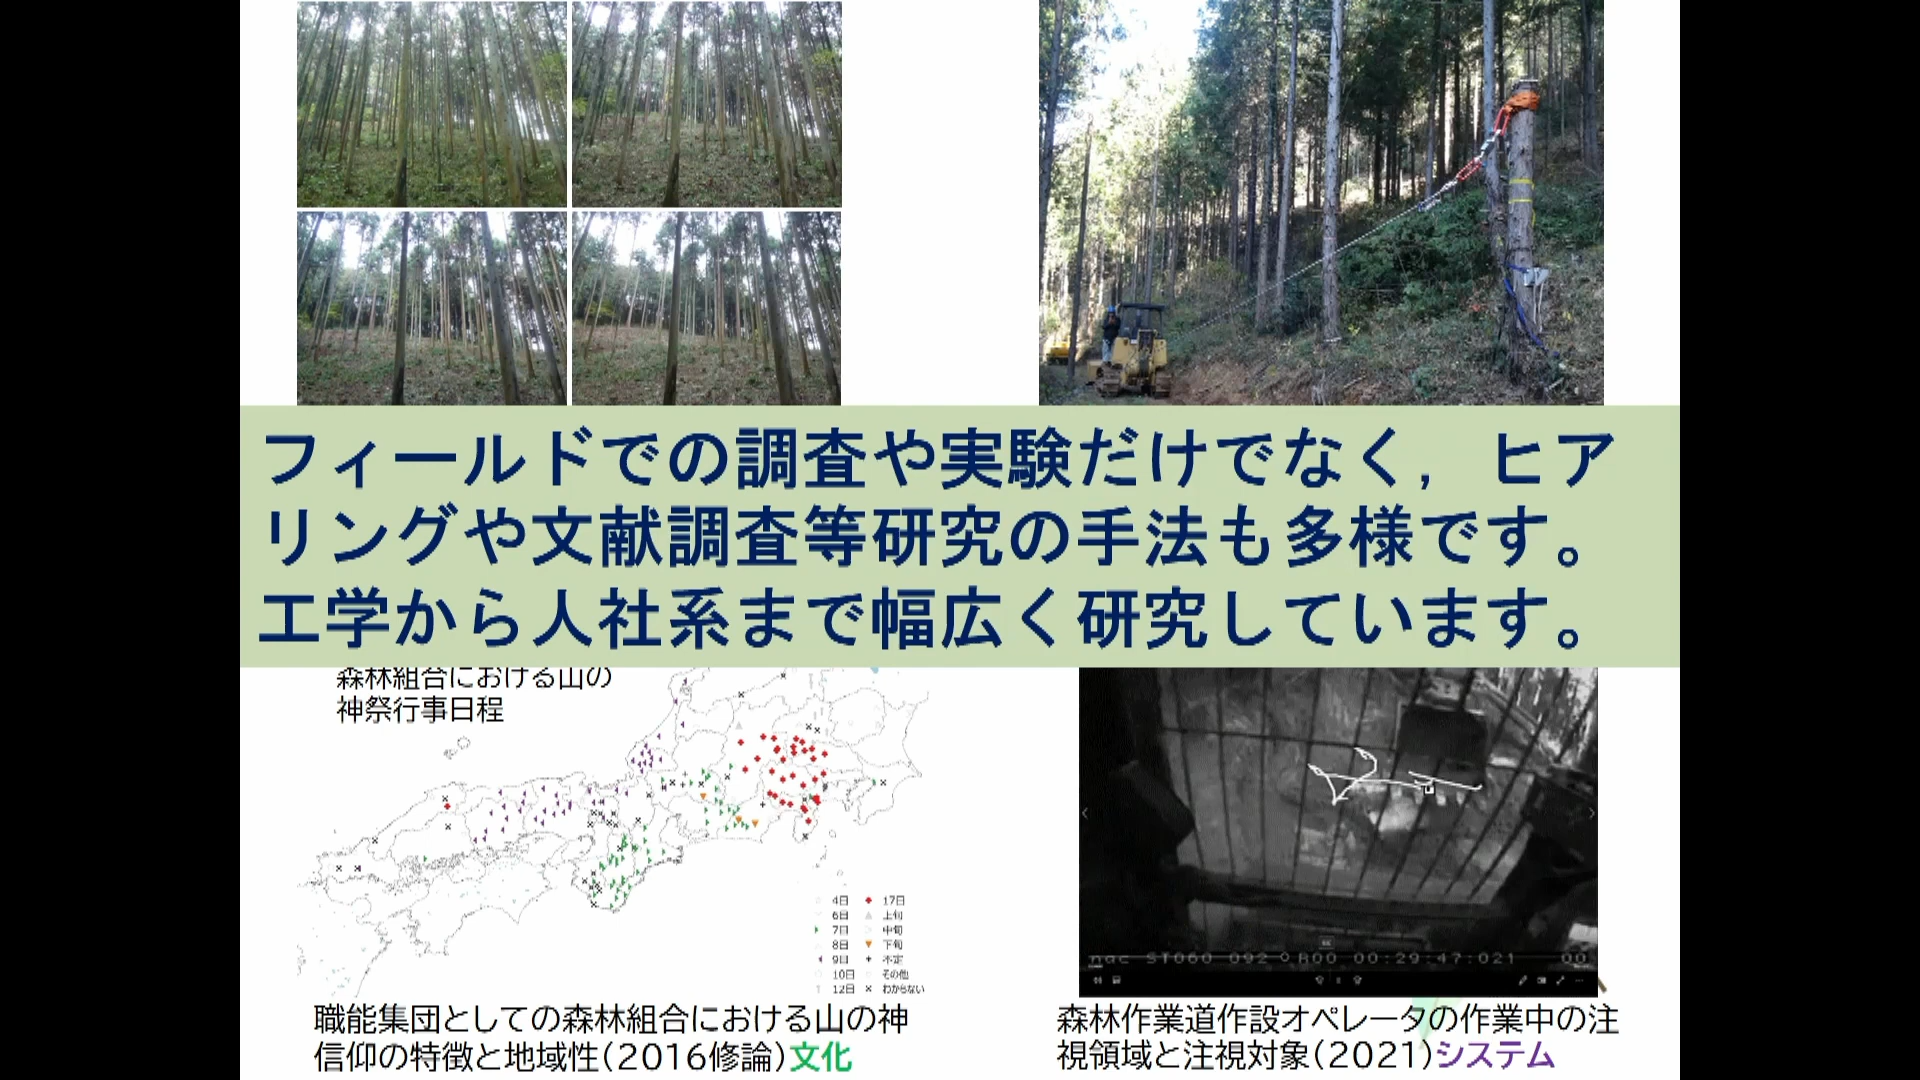 フィールドでの調査や実験だけでなく，ヒア
リングや文献調査等研究の手法も多様です。
工学から人社系まで幅広く研究しています。
森林組合における山の
神祭行事日程
4日 17日
6日 上旬
7日 中旬
8日 下旬
9日 不定
10日 その他
12日 わからない
職能集団としての森林組合における山の神
信仰の特徴と地域性(2016修論)文化
nac ST060 092 R00 00:29:47:021 00
森林作業道作設オペレータの作業中の注
視領域と注視対象(2021)システム